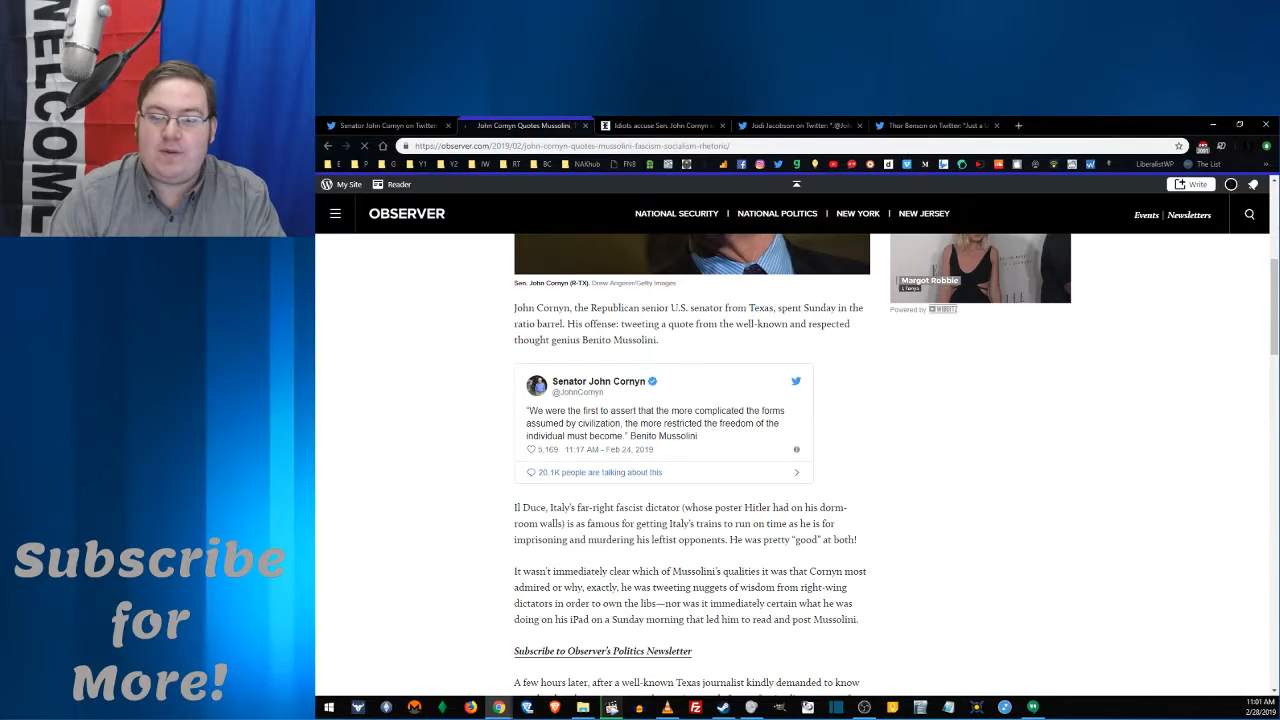 WELCOME
Subscribe
for
More!
Senator John Cornyn on Twitter:
John Cornyn Quotes Mussolini, T
Idiots accuse Sen. John Cornyn
Jodi Jacobson on Twitter: ".@Jo
Thor Benson on Twitter: "Just a
https://observer.com/2019/02/john-cornyn-quotes-mussolini-fascism-socialism-rhetoric/
E P G Y1 Y2 IW RT BC NAKhub FNB LiberalistWP The List
My Site Reader Write
OBSERVER
NATIONAL SECURITY | NATIONAL POLITICS | NEW YORK | NEW JERSEY
Events | Newsletters
Sen. John Cornyn (R-TX). Drew Angerer/Getty Images
Margot Robbie
I, Tonya
Powered by WIBBITZ
John Cornyn, the Republican senior U.S. senator from Texas, spent Sunday in the
ratio barrel. His offense: tweeting a quote from the well-known and respected
thought genius Benito Mussolini.
Senator John Cornyn
@JohnCornyn
“We were the first to assert that the more complicated the forms
assumed by civilization, the more restricted the freedom of the
individual must become.” Benito Mussolini
5,169 11:17 AM - Feb 24, 2019
20.1K people are talking about this
Il Duce, Italy’s far-right fascist dictator (whose poster Hitler had on his dorm-
room walls) is as famous for getting Italy’s trains to run on time as he is for
imprisoning and murdering his leftist opponents. He was pretty “good” at both!
It wasn’t immediately clear which of Mussolini’s qualities it was that Cornyn most
admired or why, exactly, he was tweeting nuggets of wisdom from right-wing
dictators in order to own the libs—nor was it immediately certain what he was
doing on his iPad on a Sunday morning that led him to read and post Mussolini.
Subscribe to Observer’s Politics Newsletter
A few hours later, after a well-known Texas journalist kindly demanded to know
11:01 AM
2/28/2019